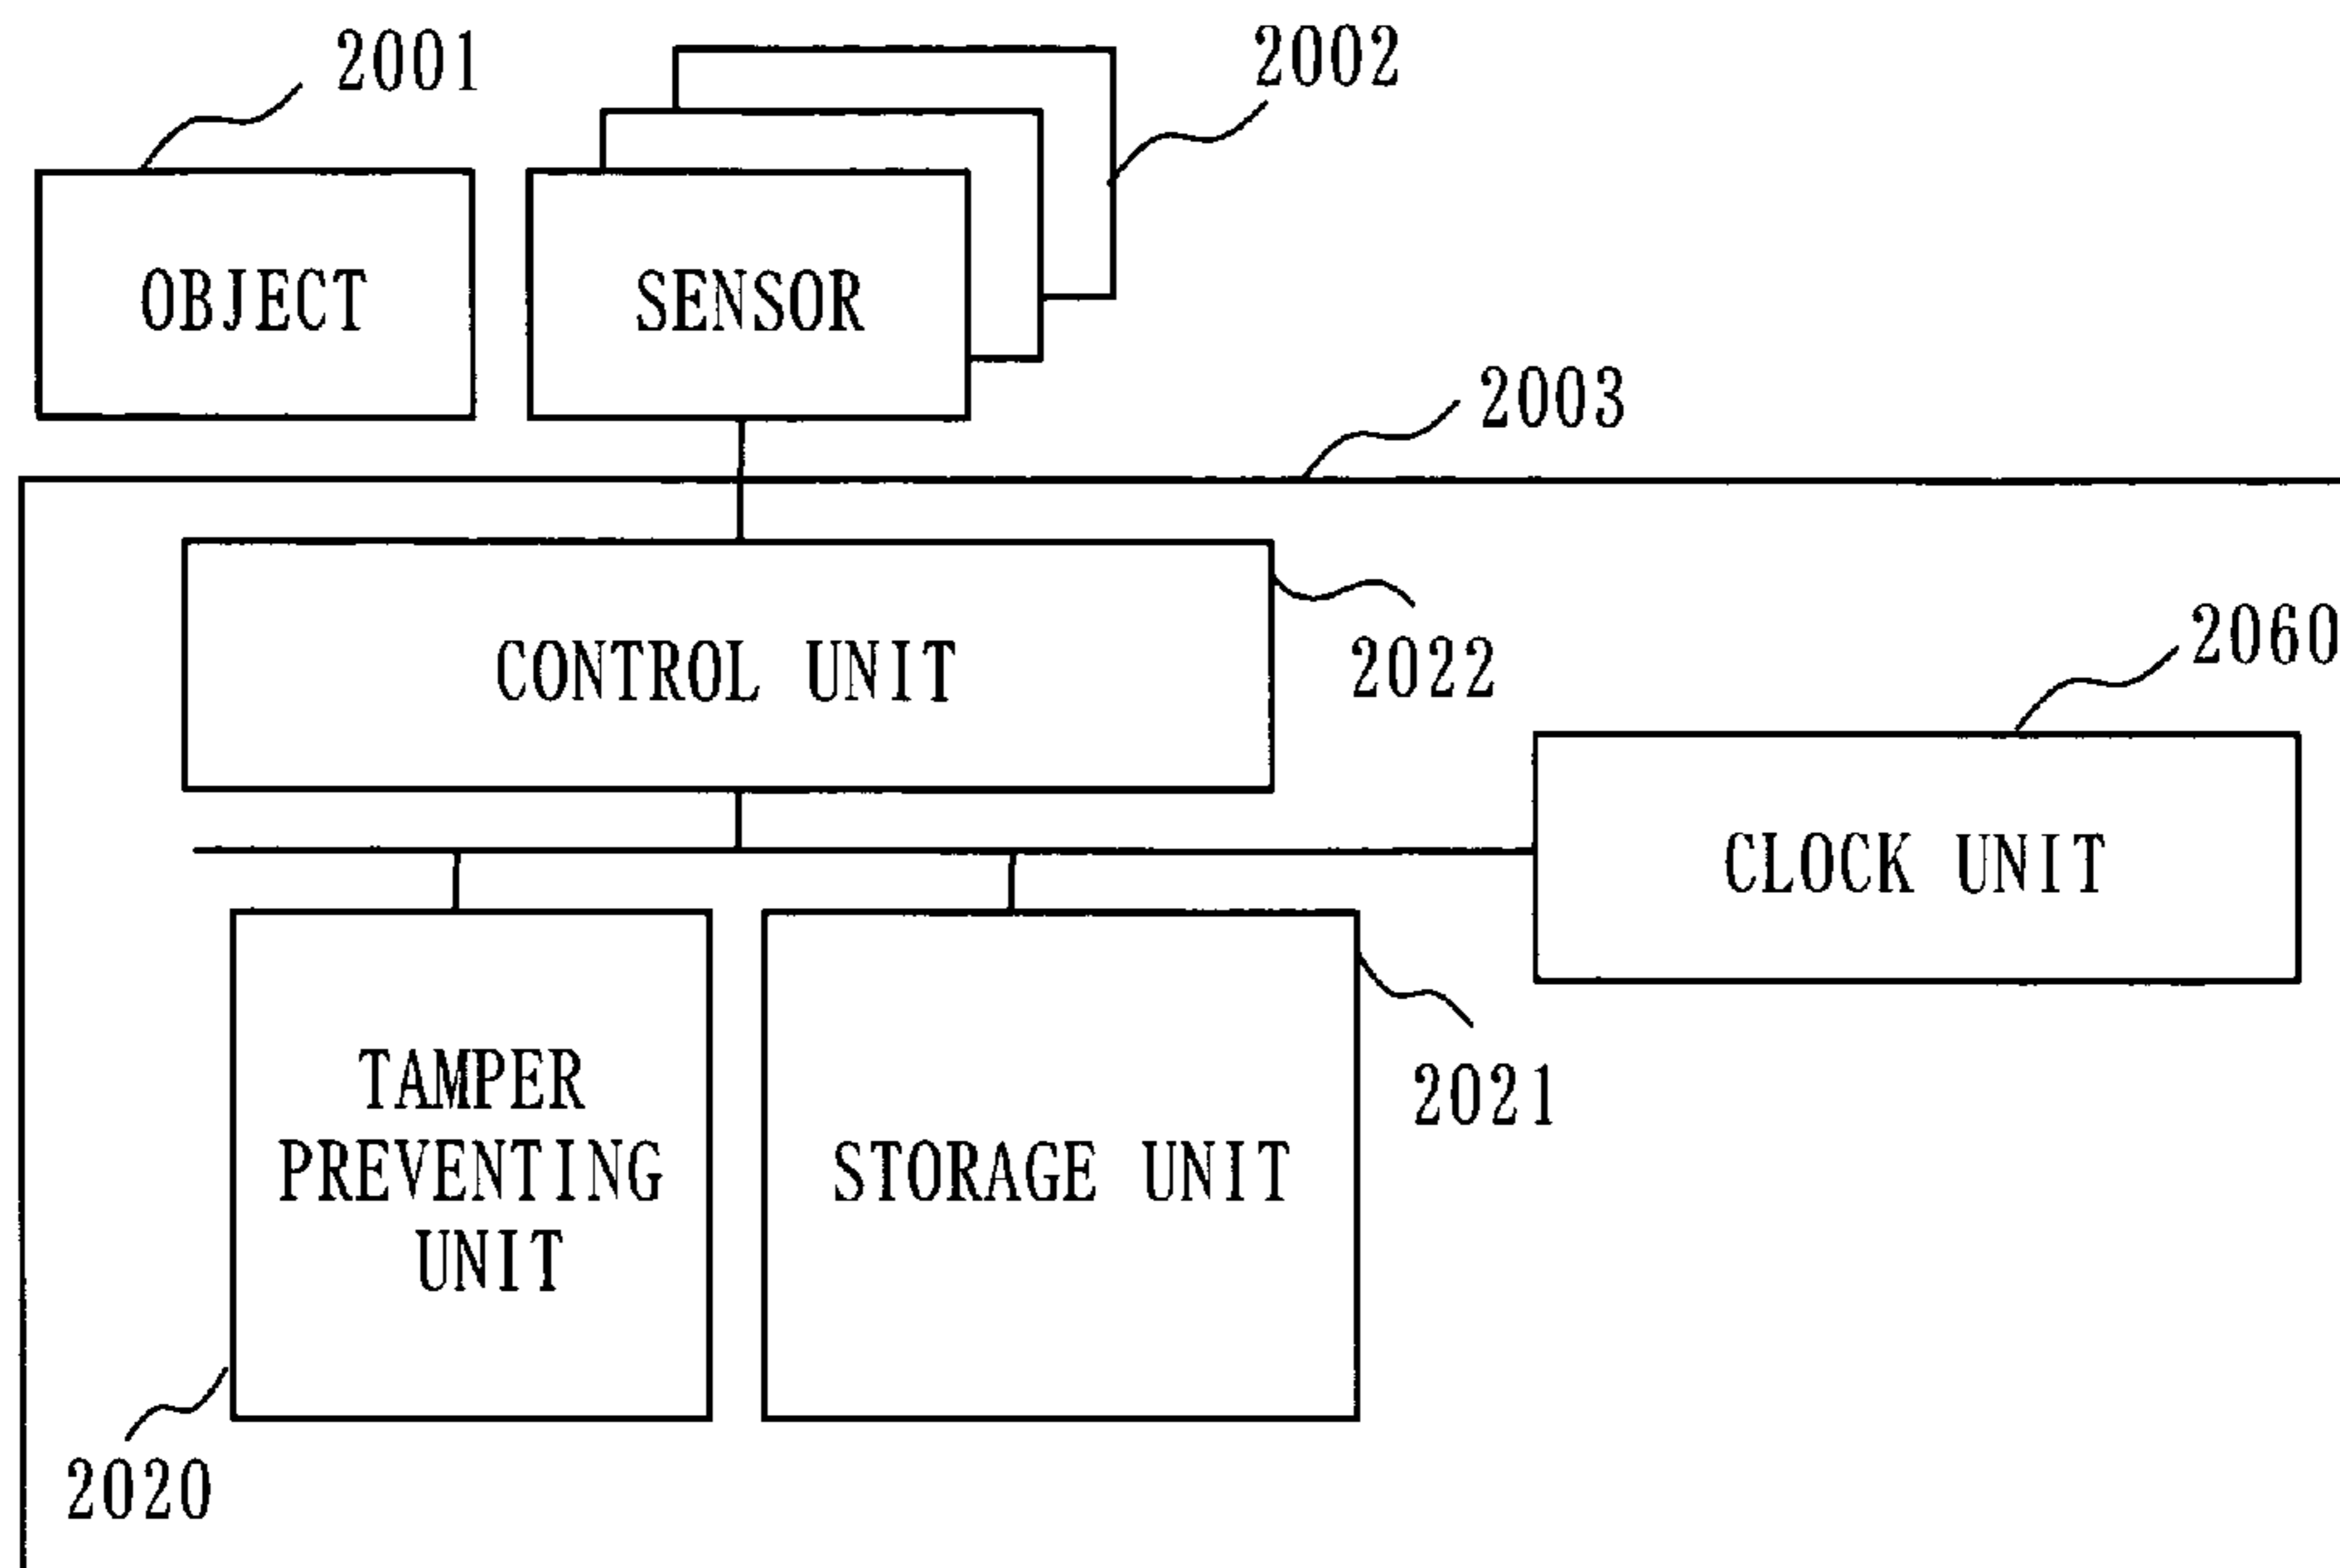 2001
2002
OBJECT
SENSOR
2003
CONTROL UNIT
2022
2060
CLOCK UNIT
TAMPER
PREVENTING
UNIT
STORAGE UNIT
2021
2020